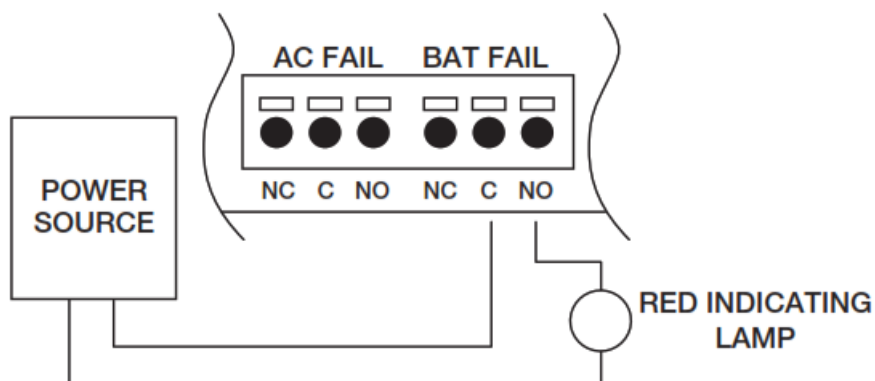 AC FAIL BAT FAIL
NC C NO NC C NO
POWER
SOURCE
RED INDICATING
LAMP